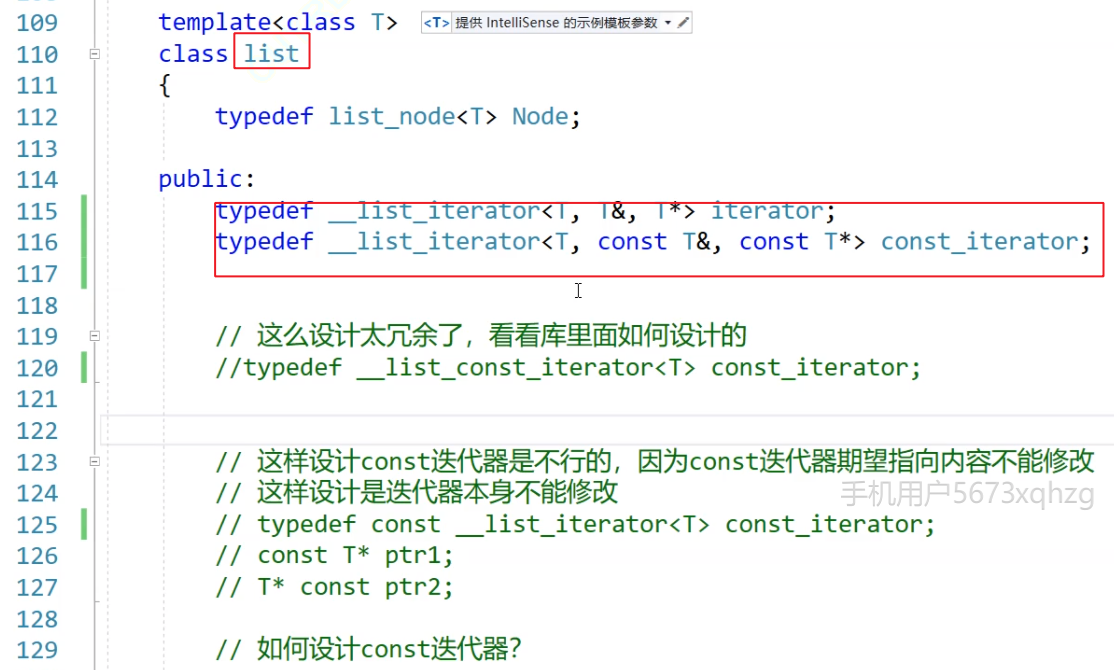 109 template<class T> <T> 提供 IntelliSense 的示例模板参数
110 class list
111 {
112 typedef list_node<T> Node;
113
114 public:
115 typedef __list_iterator<T, T&, T*> iterator;
116 typedef __list_iterator<T, const T&, const T*> const_iterator;
117
118
119 // 这么设计太冗余了，看看库里面如何设计的
120 //typedef __list_const_iterator<T> const_iterator;
121
122
123 // 这样设计const迭代器是不行的，因为const迭代器期望指向内容不能修改
124 // 这样设计是迭代器本身不能修改
手机用户5673xqhzg
125 // typedef const __list_iterator<T> const_iterator;
126 // const T* ptr1;
127 // T* const ptr2;
128
129 // 如何设计const迭代器？